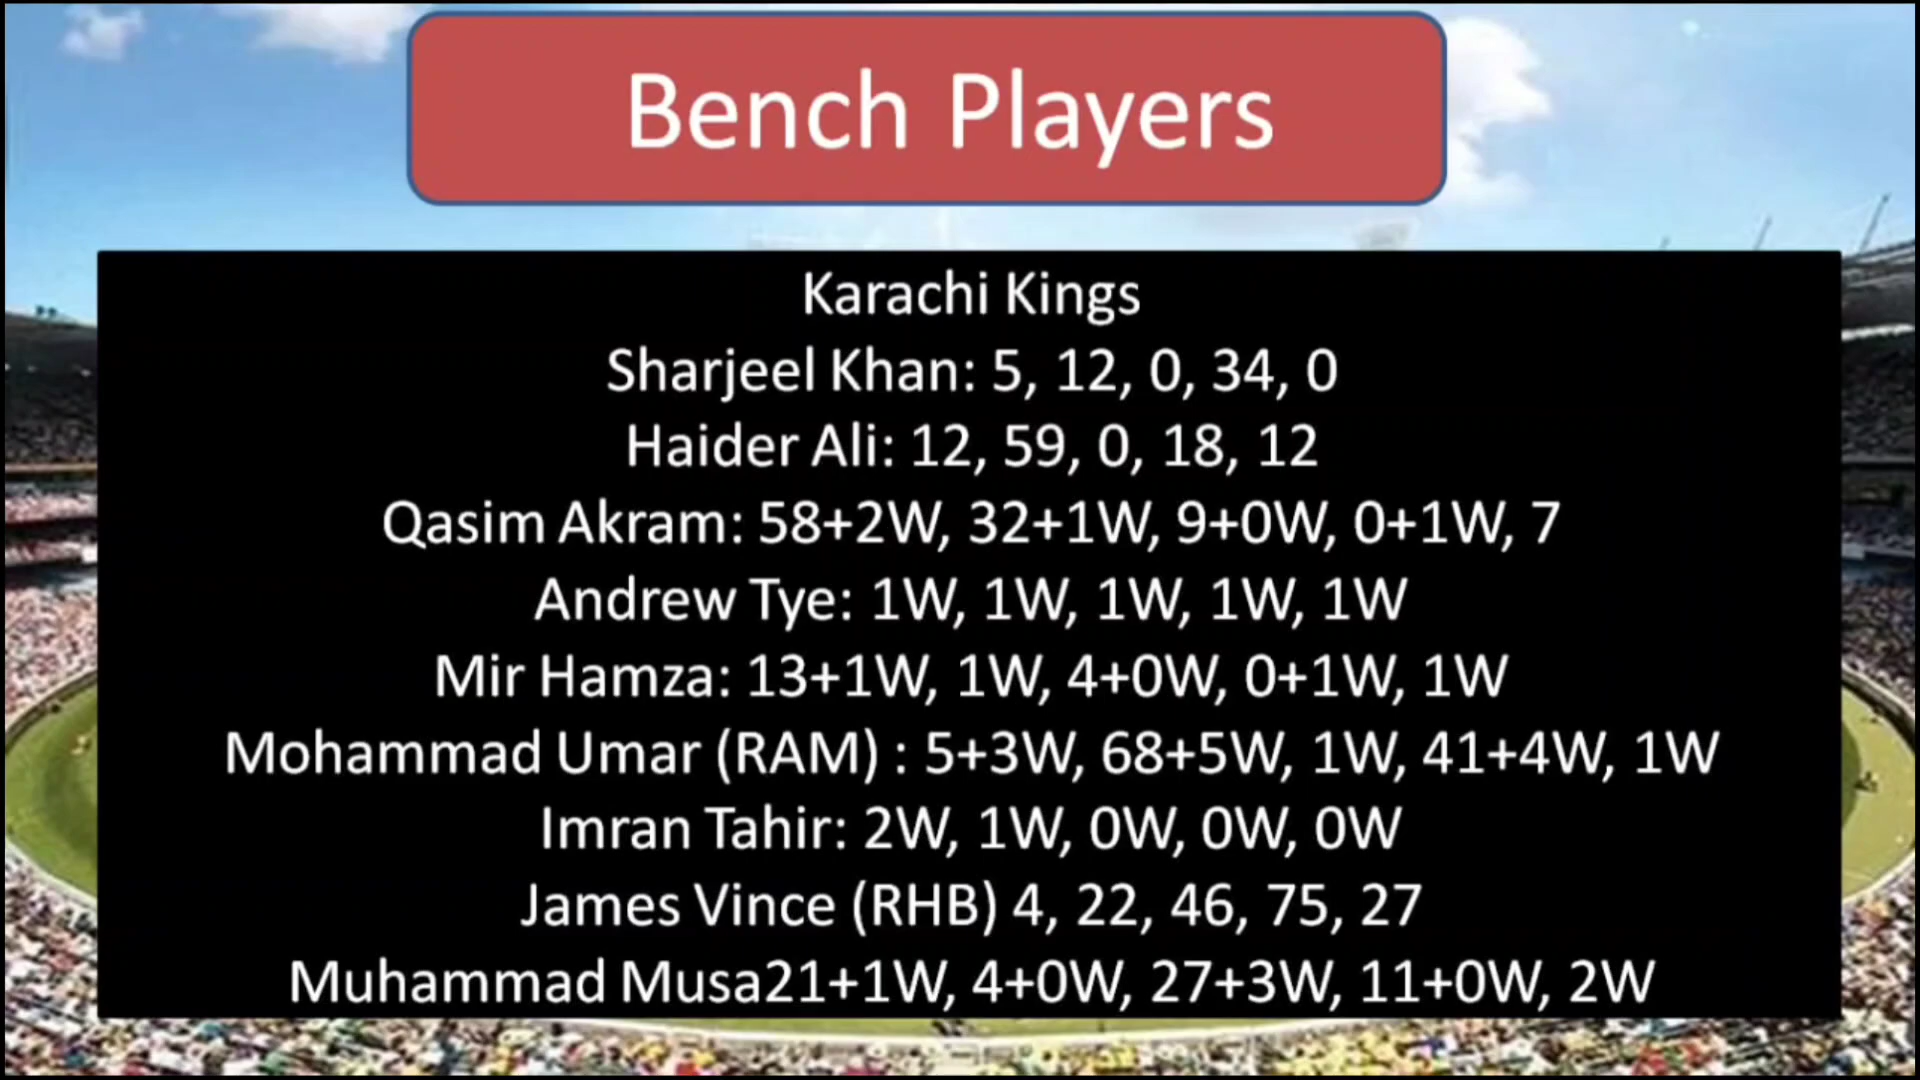 Bench Players
Karachi Kings
Sharjeel Khan: 5, 12, 0, 34, 0
Haider Ali: 12, 59, 0, 18, 12
Qasim Akram: 58+2W, 32+1W, 9+0W, 0+1W, 7
Andrew Tye: 1W, 1W, 1W, 1W, 1W
Mir Hamza: 13+1W, 1W, 4+0W, 0+1W, 1W
Mohammad Umar (RAM) : 5+3W, 68+5W, 1W, 41+4W, 1W
Imran Tahir: 2W, 1W, 0W, 0W, 0W
James Vince (RHB) 4, 22, 46, 75, 27
Muhammad Musa21+1W, 4+0W, 27+3W, 11+0W, 2W